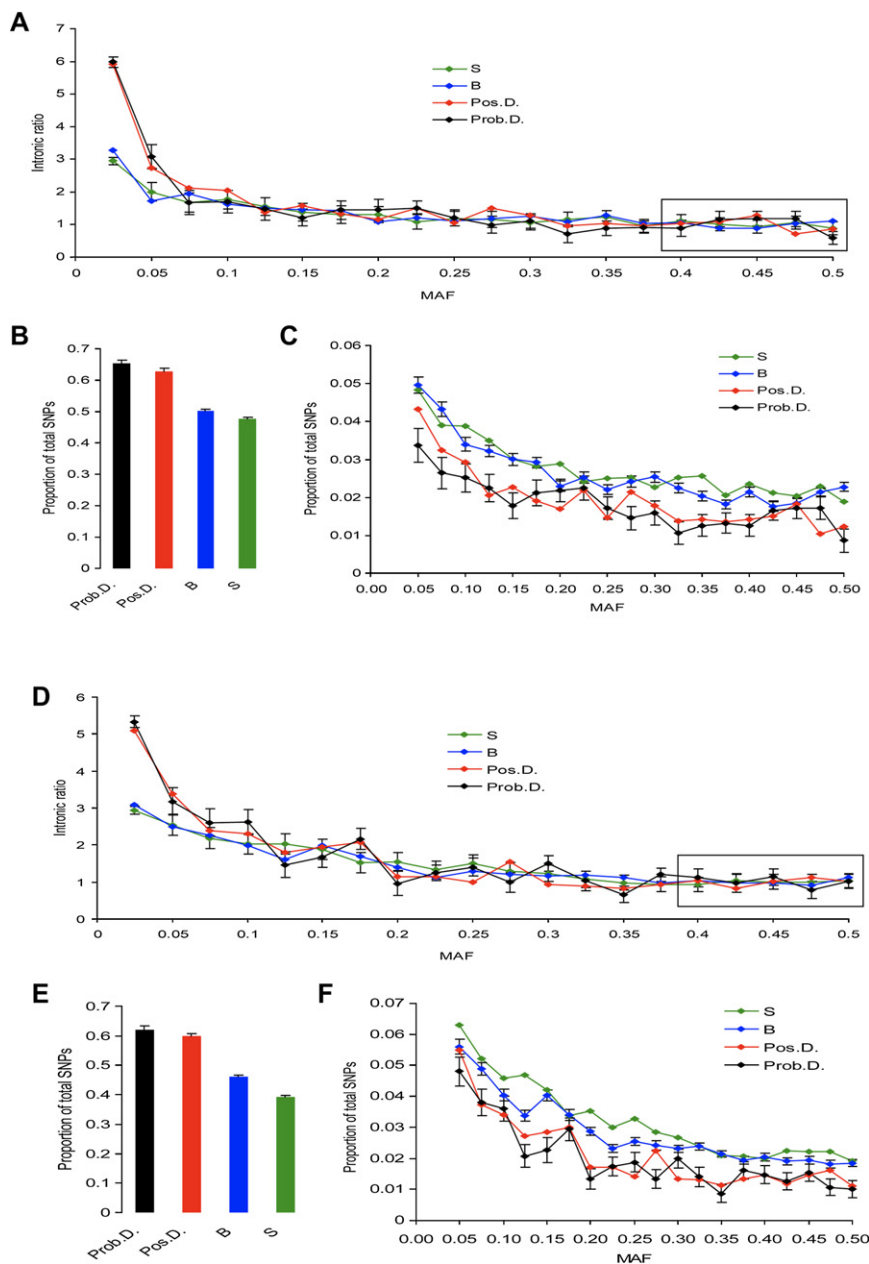 A
7
6
5
4
3
2
1
0
Intronic ratio
S
B
Pos.D.
Prob.D.
0 0.05 0.1 0.15 0.2 0.25 0.3 0.35 0.4 0.45 0.5
MAF
B
0.7
0.6
0.5
0.4
0.3
0.2
0.1
0
Proportion of total SNPs
Prob.D. Pos.D. B S
C
0.06
0.05
0.04
0.03
0.02
0.01
0
Proportion of total SNPs
S
B
Pos.D.
Prob.D.
0.00 0.05 0.10 0.15 0.20 0.25 0.30 0.35 0.40 0.45 0.50
MAF
D
6
5
4
3
2
1
0
Intronic ratio
S
B
Pos.D.
Prob.D.
0 0.05 0.1 0.15 0.2 0.25 0.3 0.35 0.4 0.45 0.5
MAF
E
0.7
0.6
0.5
0.4
0.3
0.2
0.1
0
Proportion of total SNPs
Prob.D. Pos.D. B S
F
0.07
0.06
0.05
0.04
0.03
0.02
0.01
0
Proportion of total SNPs
S
B
Pos.D.
Prob.D.
0.00 0.05 0.10 0.15 0.20 0.25 0.30 0.35 0.40 0.45 0.50
MAF